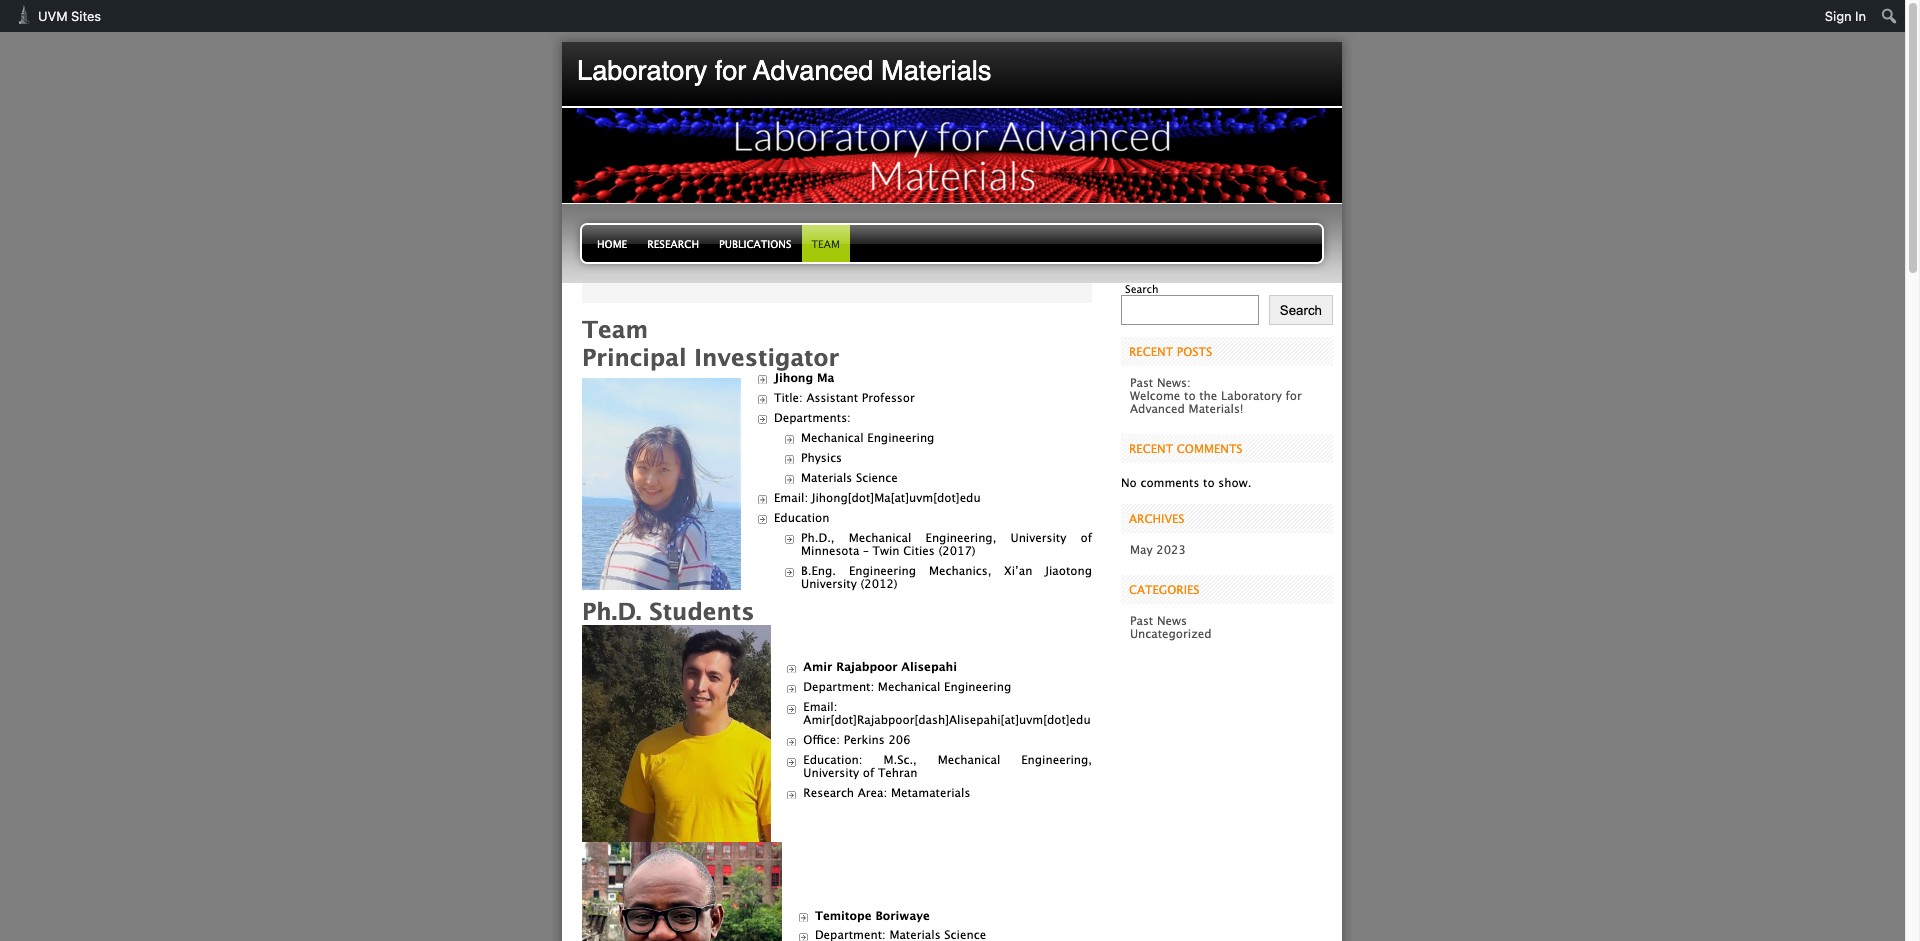 UVM Sites
Sign In
Laboratory for Advanced Materials
Laboratory for Advanced
Materials
HOME
RESEARCH
PUBLICATIONS
TEAM
Team
Principal Investigator
Jihong Ma
Title: Assistant Professor
Departments:
Mechanical Engineering
Physics
Materials Science
Email: Jihong[dot]Ma[at]uvm[dot]edu
Education
Ph.D., Mechanical Engineering, University of
Minnesota – Twin Cities (2017)
B.Eng. Engineering Mechanics, Xi’an Jiaotong
University (2012)
Ph.D. Students
Amir Rajabpoor Alisepahi
Department: Mechanical Engineering
Email:
Amir[dot]Rajabpoor[dash]Alisepahi[at]uvm[dot]edu
Office: Perkins 206
Education: M.Sc., Mechanical Engineering,
University of Tehran
Research Area: Metamaterials
Temitope Boriwaye
Department: Materials Science
Search
Search
RECENT POSTS
Past News:
Welcome to the Laboratory for
Advanced Materials!
RECENT COMMENTS
No comments to show.
ARCHIVES
May 2023
CATEGORIES
Past News
Uncategorized